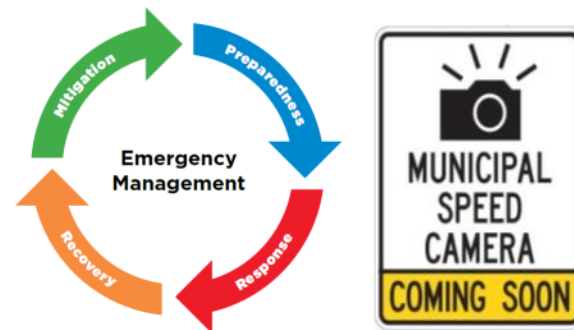 Mitigation
Preparedness
Emergency
Management
Recovery
Response
MUNICIPAL
SPEED
CAMERA
COMING SOON